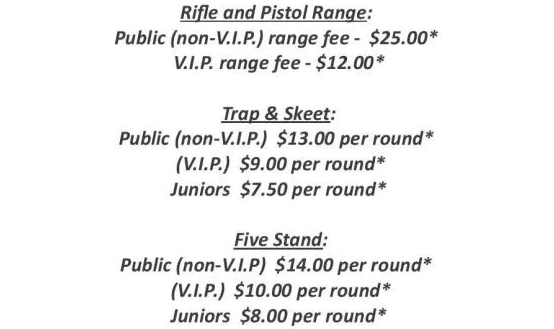 Rifle and Pistol Range:
Public (non-V.I.P.) range fee - $25.00*
V.I.P. range fee - $12.00*
Trap & Skeet:
Public (non-V.I.P.) $13.00 per round*
(V.I.P.) $9.00 per round*
Juniors $7.50 per round*
Five Stand:
Public (non-V.I.P) $14.00 per round*
(V.I.P.) $10.00 per round*
Juniors $8.00 per round*